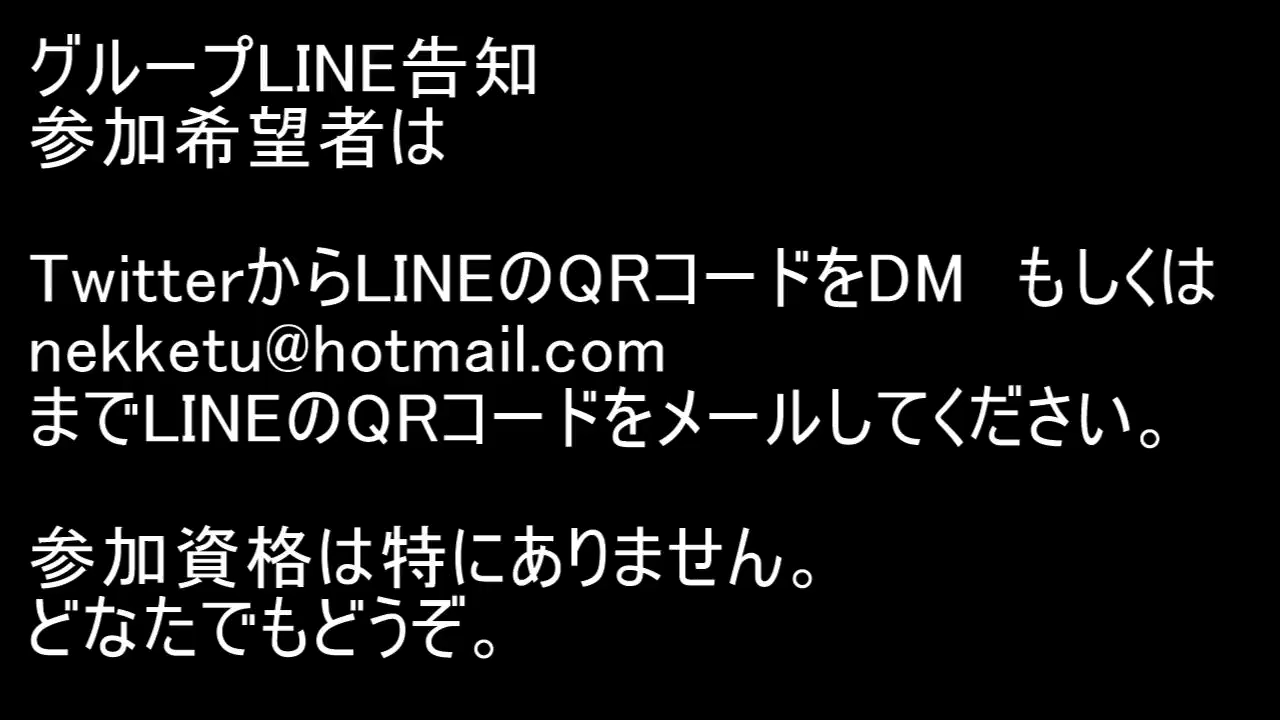 グループLINE告知
参加希望者は
TwitterからLINEのQRコードをDM　もしくは
nekketu@hotmail.com
までLINEのQRコードをメールしてください。
参加資格は特にありません。
どなたでもどうぞ。